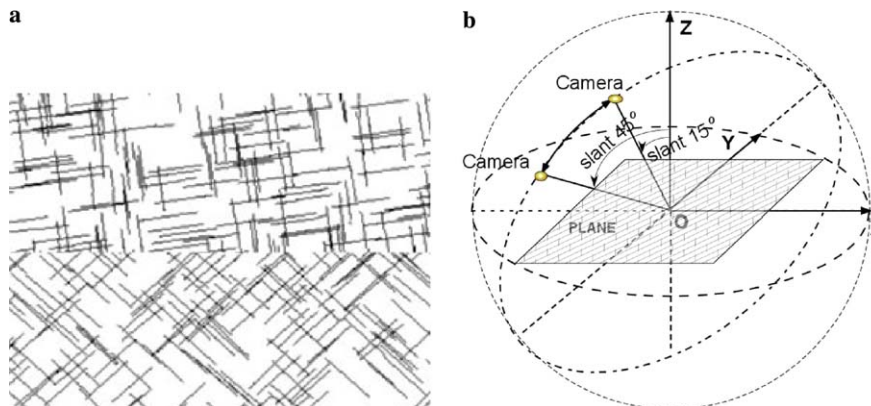 a
b
Z
Camera
Camera
slant 45°
slant 15°
Y
PLANE
O